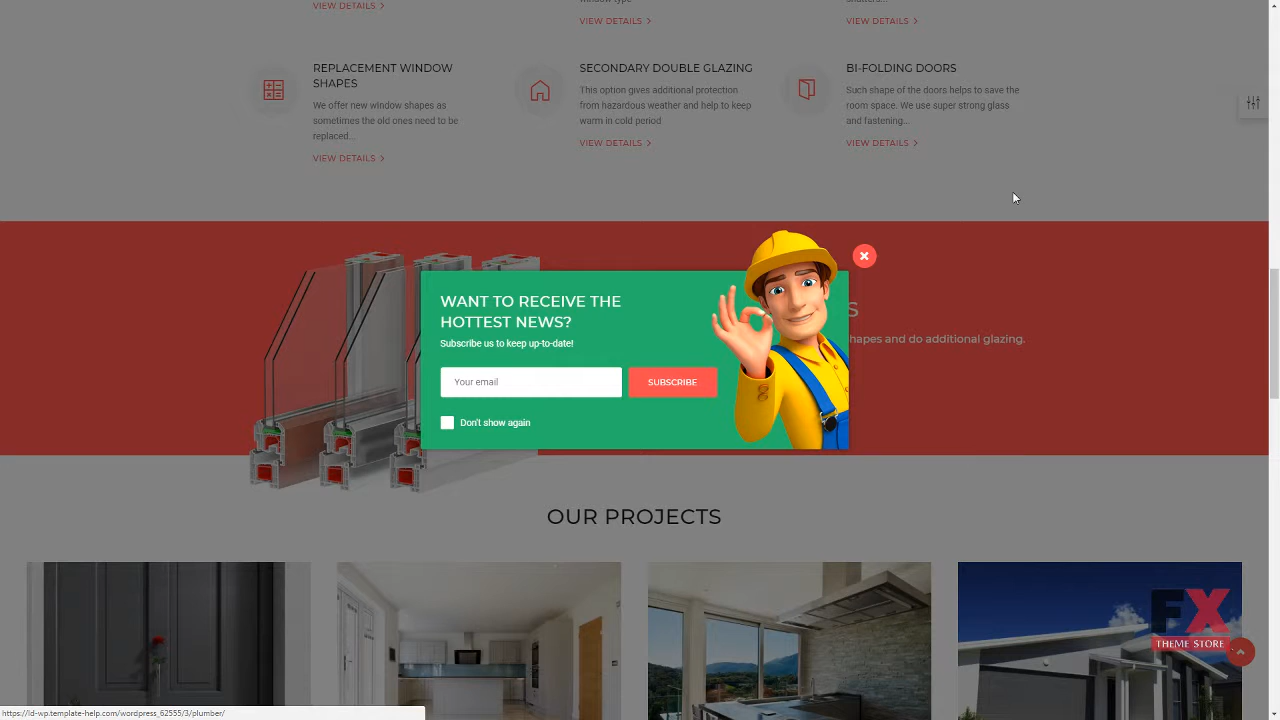 VIEW DETAILS
window type
shutters...
VIEW DETAILS
VIEW DETAILS
REPLACEMENT WINDOW
SHAPES
We offer new window shapes as
sometimes the old ones need to be
replaced...
VIEW DETAILS
SECONDARY DOUBLE GLAZING
This option gives additional protection
from hazardous weather and help to keep
warm in cold period
VIEW DETAILS
BI-FOLDING DOORS
Such shape of the doors helps to save the
room space. We use super strong glass
and fastening...
VIEW DETAILS
WANT TO RECEIVE THE
HOTTEST NEWS?
Subscribe us to keep up-to-date!
Your email
SUBSCRIBE
Don't show again
S
hapes and do additional glazing.
OUR PROJECTS
FX
THEME STORE
https://ld-wp.template-help.com/wordpress_62555/3/plumber/